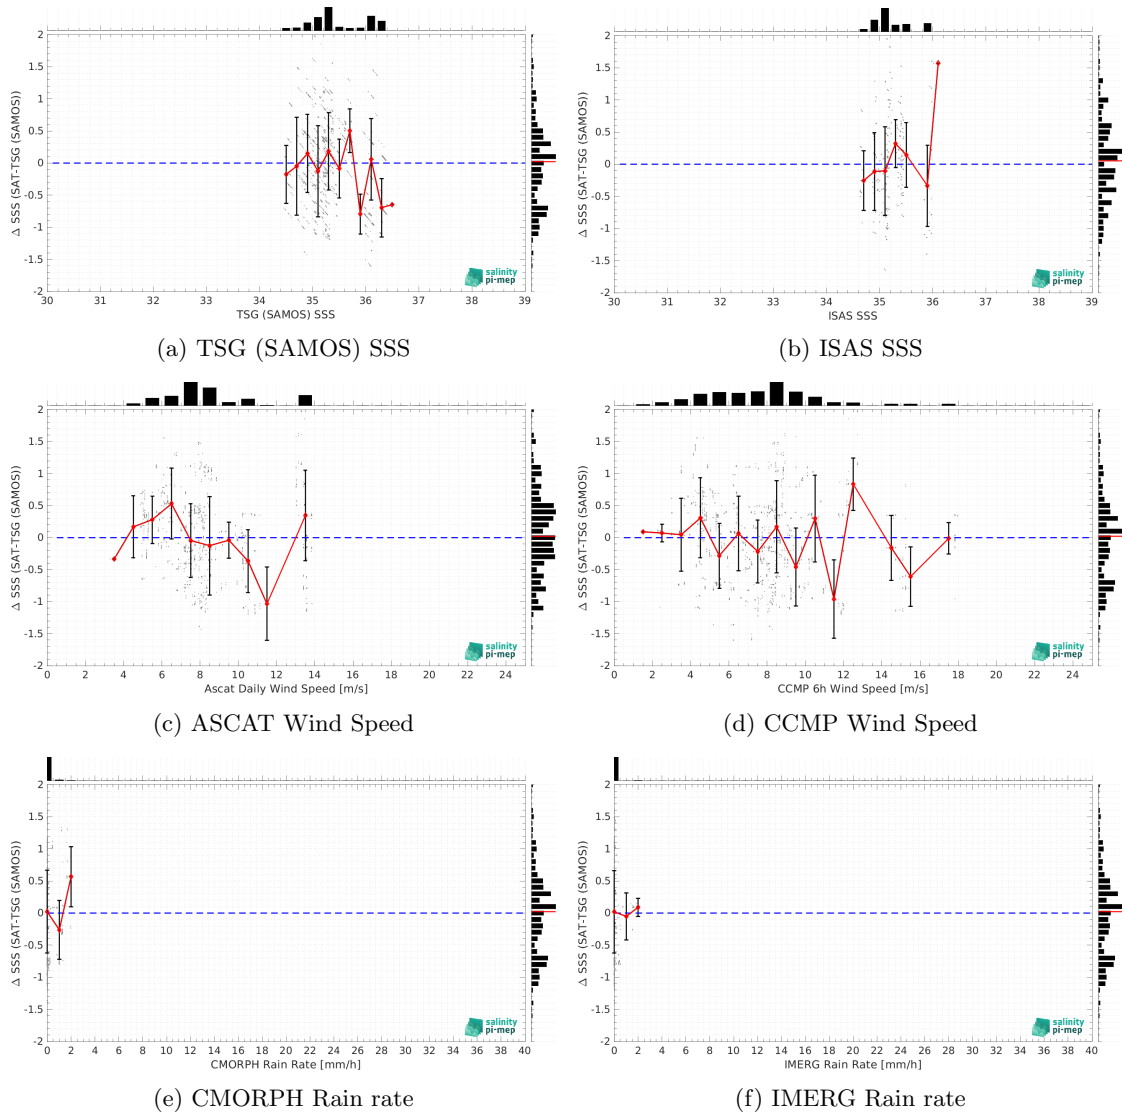 2
1.5
1
0.5
0
-0.5
-1
-1.5
-2
Δ SSS (SAT-TSG (SAMOS))
salinity
pi-mep
30 31 32 33 34 35 36 37 38 39
TSG (SAMOS) SSS
(a) TSG (SAMOS) SSS
2
1.5
1
0.5
0
-0.5
-1
-1.5
-2
Δ SSS (SAT-TSG (SAMOS))
salinity
pi-mep
30 31 32 33 34 35 36 37 38 39
ISAS SSS
(b) ISAS SSS
2
1.5
1
0.5
0
-0.5
-1
-1.5
-2
Δ SSS (SAT-TSG (SAMOS))
salinity
pi-mep
0 2 4 6 8 10 12 14 16 18 20 22 24
Ascat Daily Wind Speed [m/s]
(c) ASCAT Wind Speed
2
1.5
1
0.5
0
-0.5
-1
-1.5
-2
Δ SSS (SAT-TSG (SAMOS))
salinity
pi-mep
0 2 4 6 8 10 12 14 16 18 20 22 24
CCMP 6h Wind Speed [m/s]
(d) CCMP Wind Speed
2
1.5
1
0.5
0
-0.5
-1
-1.5
-2
Δ SSS (SAT-TSG (SAMOS))
salinity
pi-mep
0 2 4 6 8 10 12 14 16 18 20 22 24 26 28 30 32 34 36 38 40
CMORPH Rain Rate [mm/h]
(e) CMORPH Rain rate
2
1.5
1
0.5
0
-0.5
-1
-1.5
-2
Δ SSS (SAT-TSG (SAMOS))
salinity
pi-mep
0 2 4 6 8 10 12 14 16 18 20 22 24 26 28 30 32 34 36 38 40
IMERG Rain Rate [mm/h]
(f) IMERG Rain rate